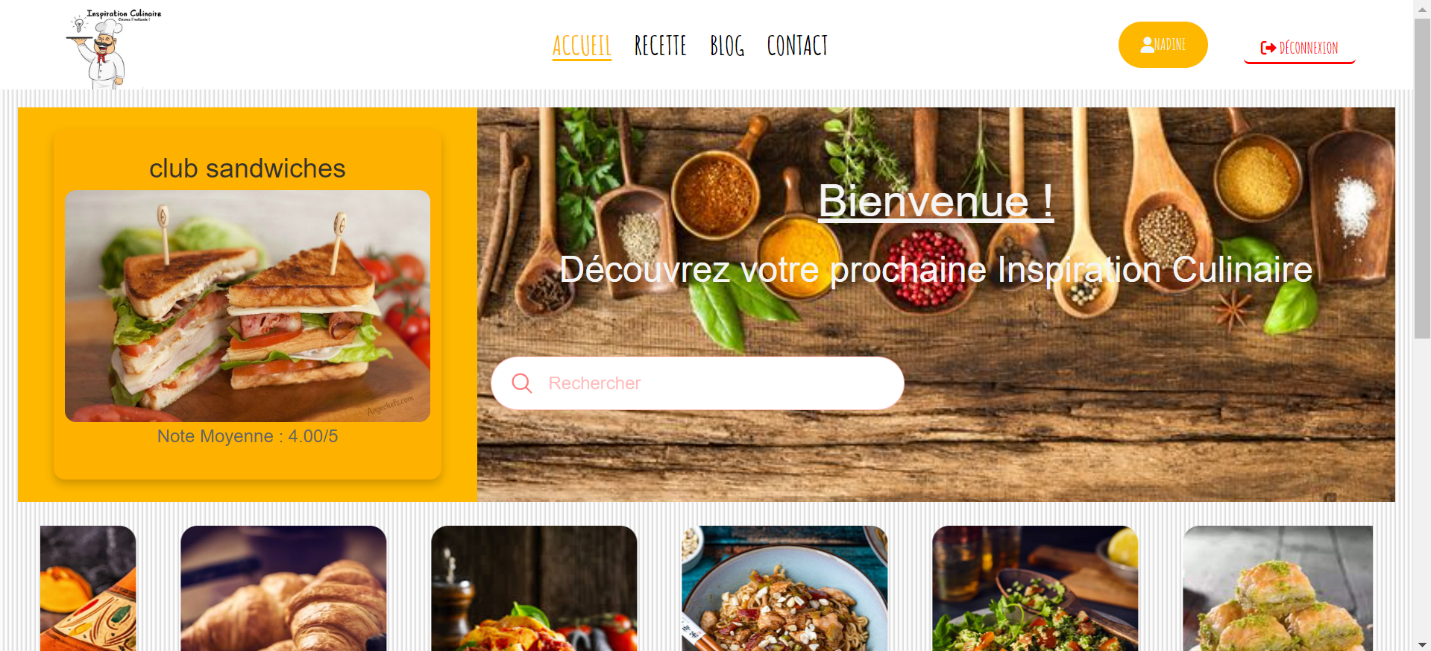 Inspiration Culinaire
ACCUEIL
RECETTE
BLOG
CONTACT
NADINE
DÉCONNEXION
club sandwiches
Note Moyenne : 4.00/5
Bienvenue !
Découvrez votre prochaine Inspiration Culinaire
Rechercher